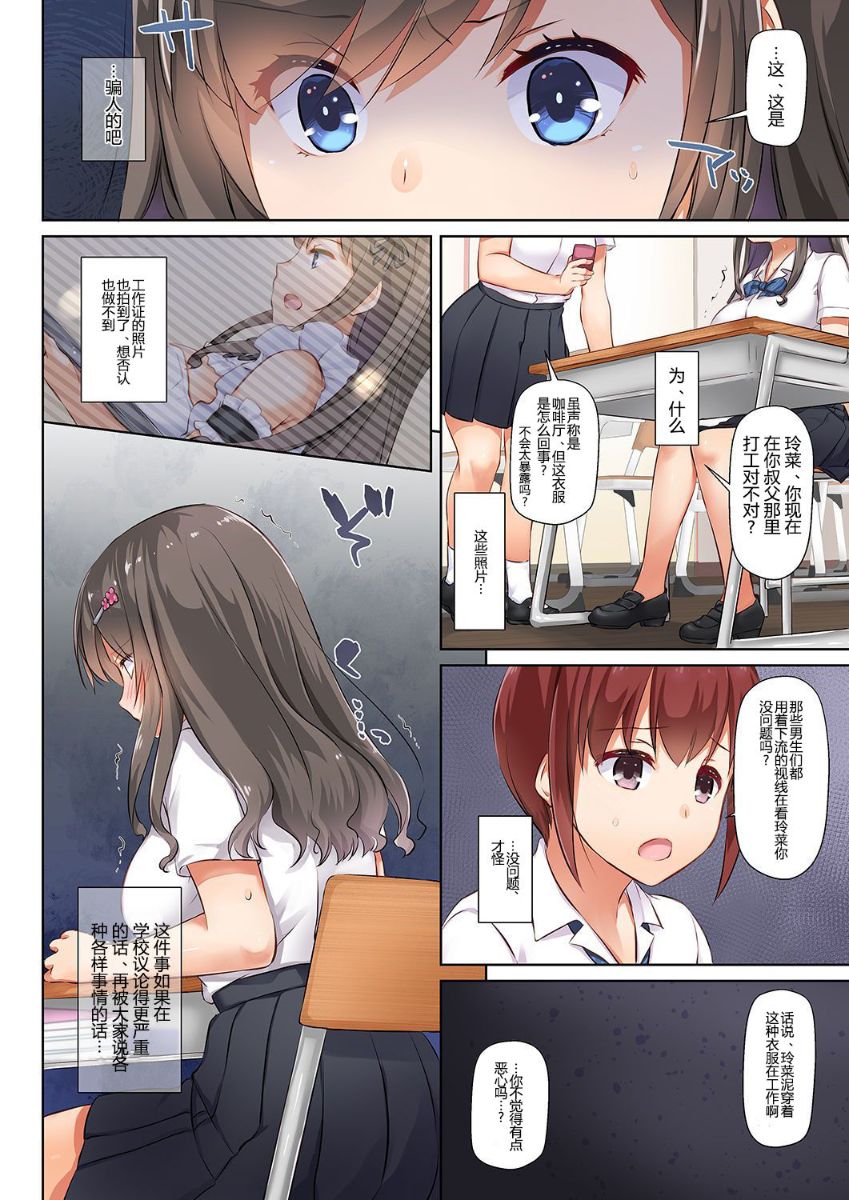 …这、这是
…骗人的吧
マッ
サッ
为、什么
玲菜、你现在
在你叔父那里
打工对不对?
虽声称是
咖啡厅、但这衣服
是怎么回事?
不会太暴露吗?
这些照片…
工作证的照片
也拍到了、想否认
也做不到
那些男生们都
用着下流的视线在看玲菜你
没问题吗?
…没问题、
才怪
话说、玲菜泥穿着
这种衣服在工作啊
…你不觉得有点
恶心吗…?
这件事如果在
学校议论得更严重
的话、再被大家说各
种各样事情的话…